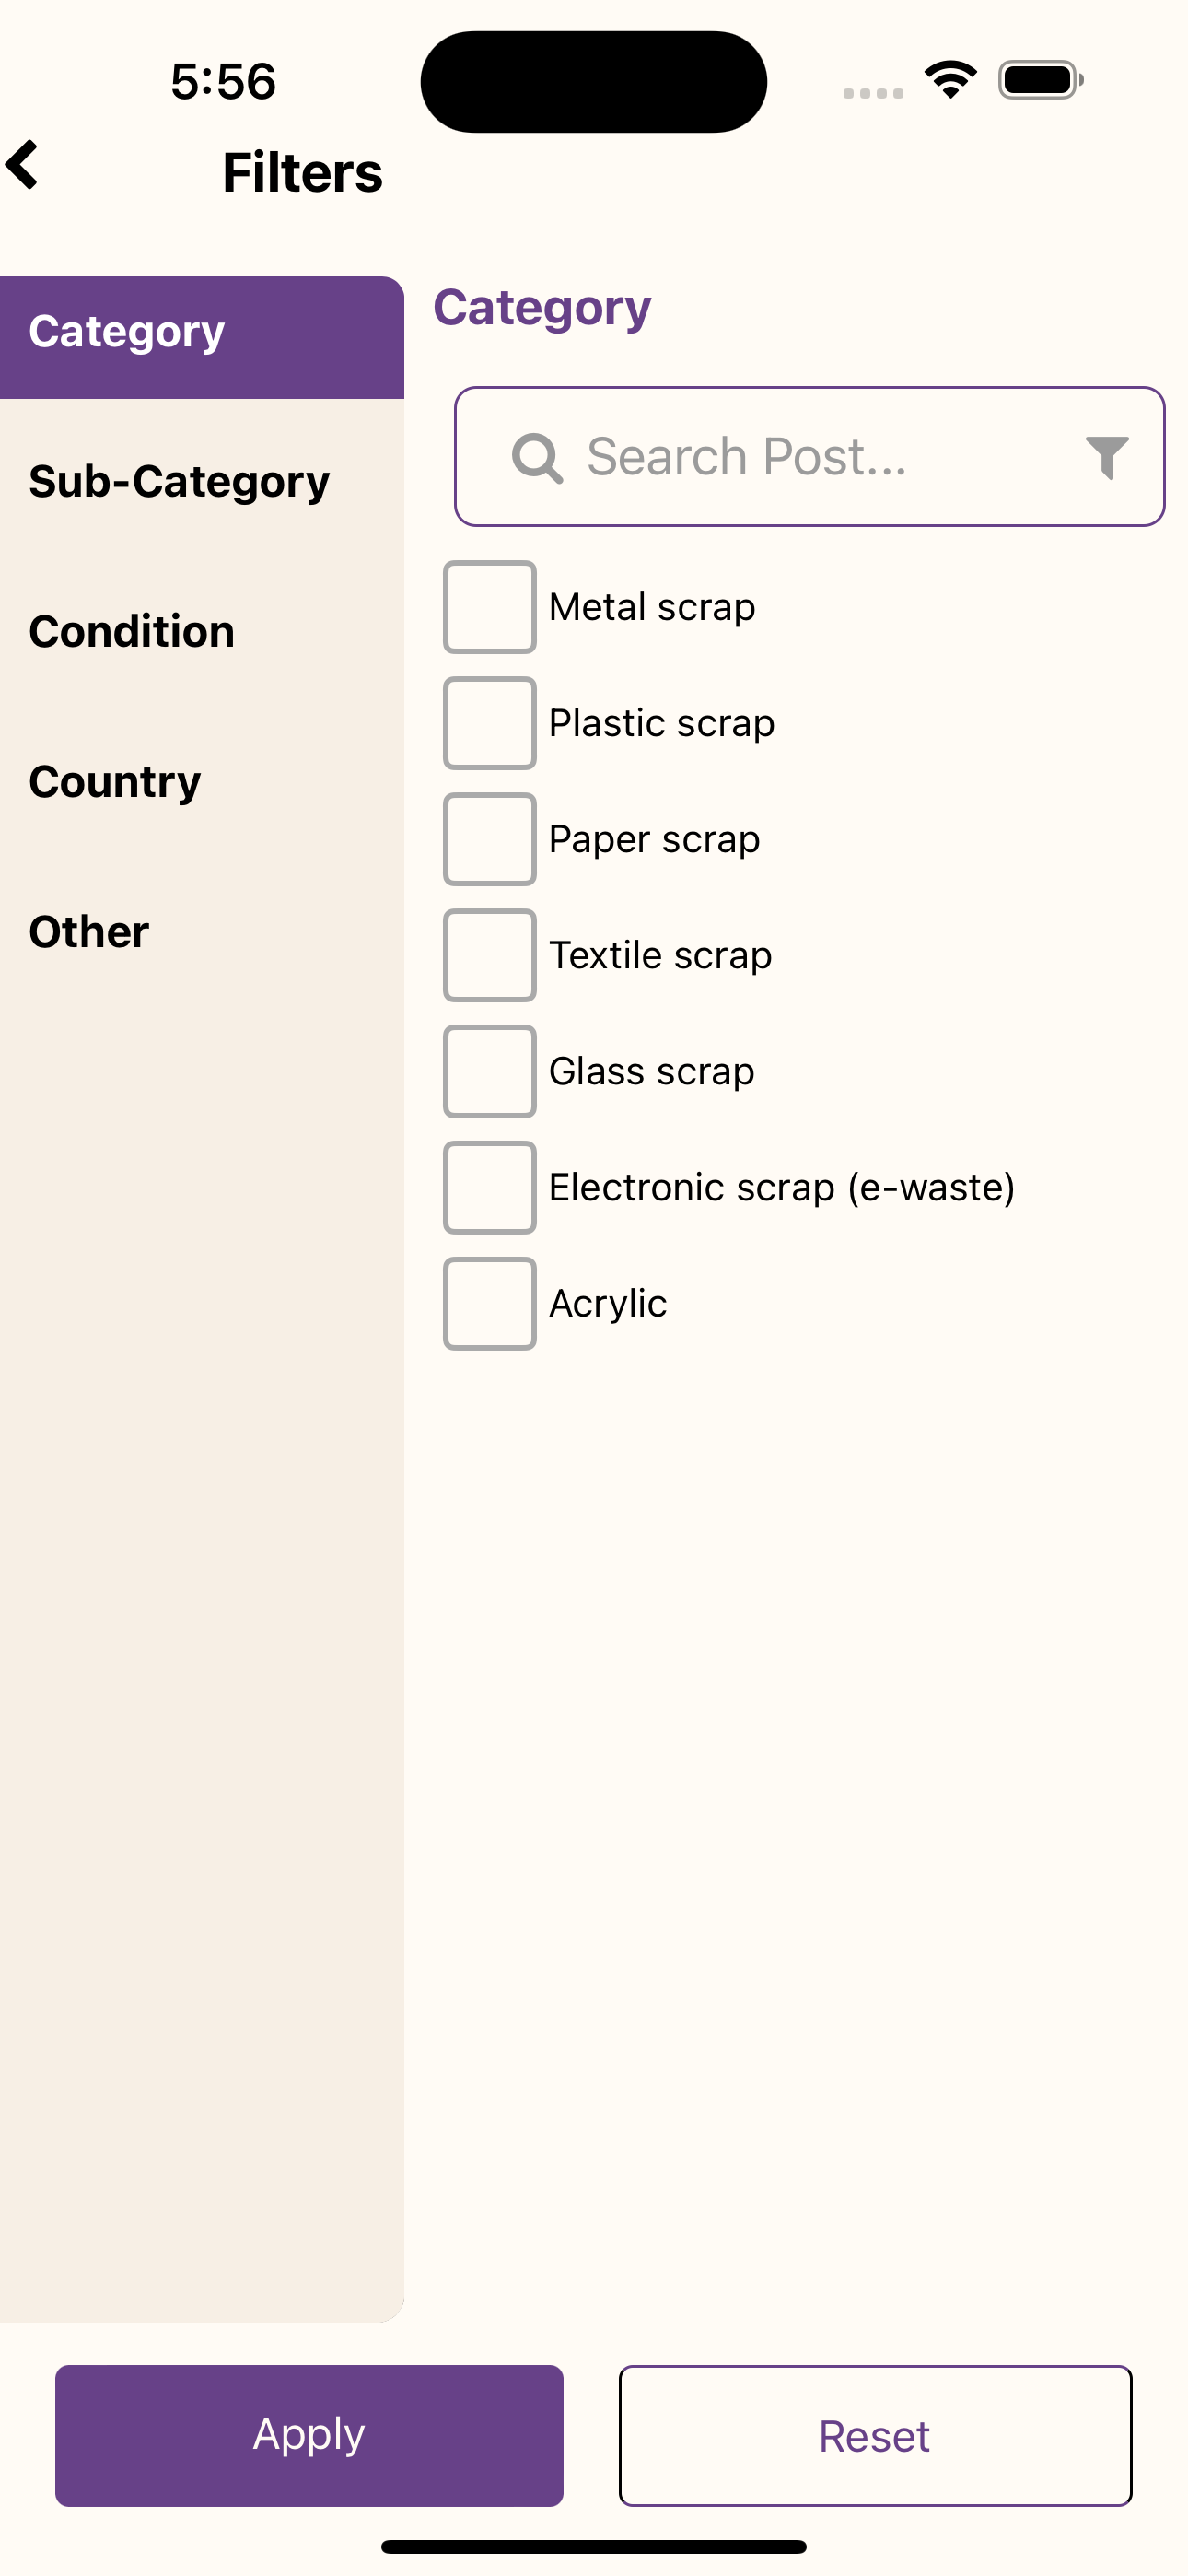 5:56
Filters
Category
Sub-Category
Condition
Country
Other
Category
Search Post...
Metal scrap
Plastic scrap
Paper scrap
Textile scrap
Glass scrap
Electronic scrap (e-waste)
Acrylic
Apply
Reset